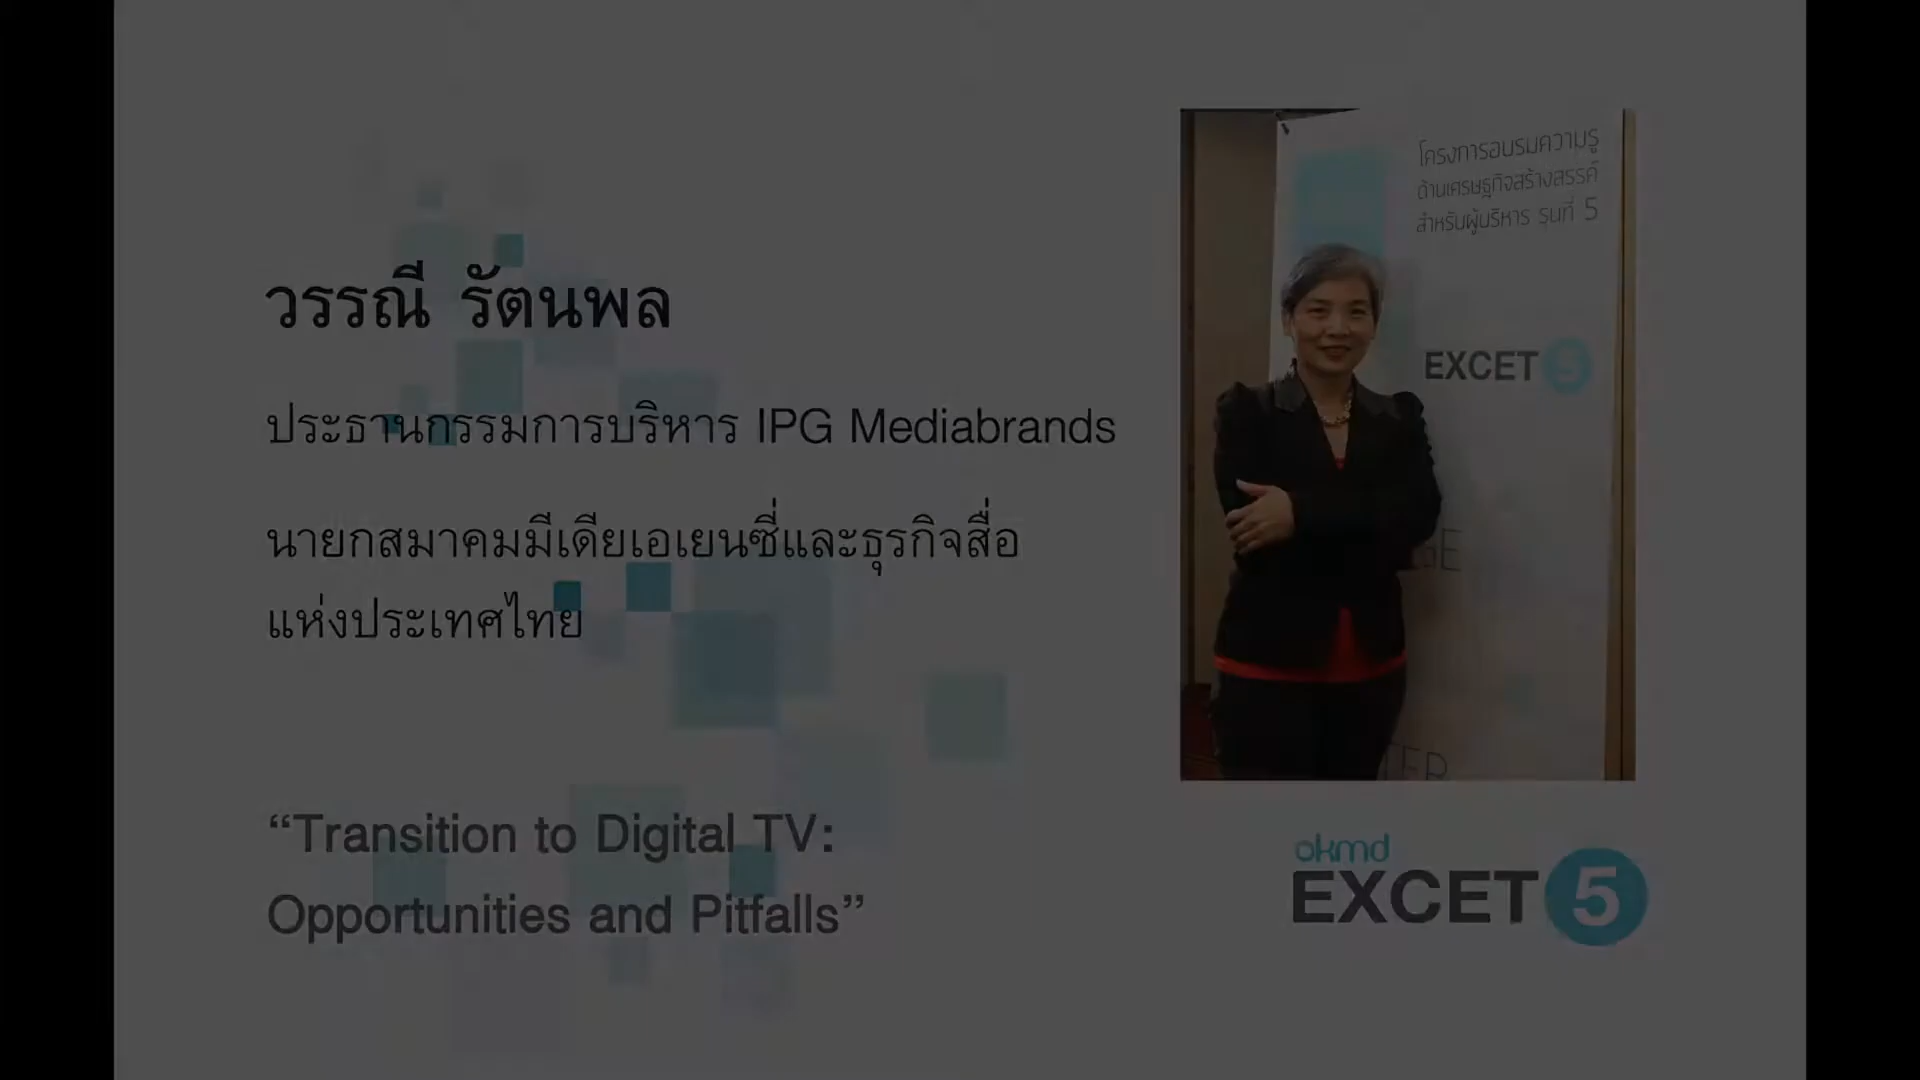 วรรณี รัตนพล
ประธานกรรมการบริหาร IPG Mediabrands
นายกสมาคมมีเดียเอเยนซี่และธุรกิจสื่อ
แห่งประเทศไทย
“Transition to Digital TV:
Opportunities and Pitfalls”
โครงการอบรมความรู้
ด้านเศรษฐกิจสร้างสรรค์
สำหรับผู้บริหาร รุ่นที่ 5
EXCET 5
okmd
EXCET 5